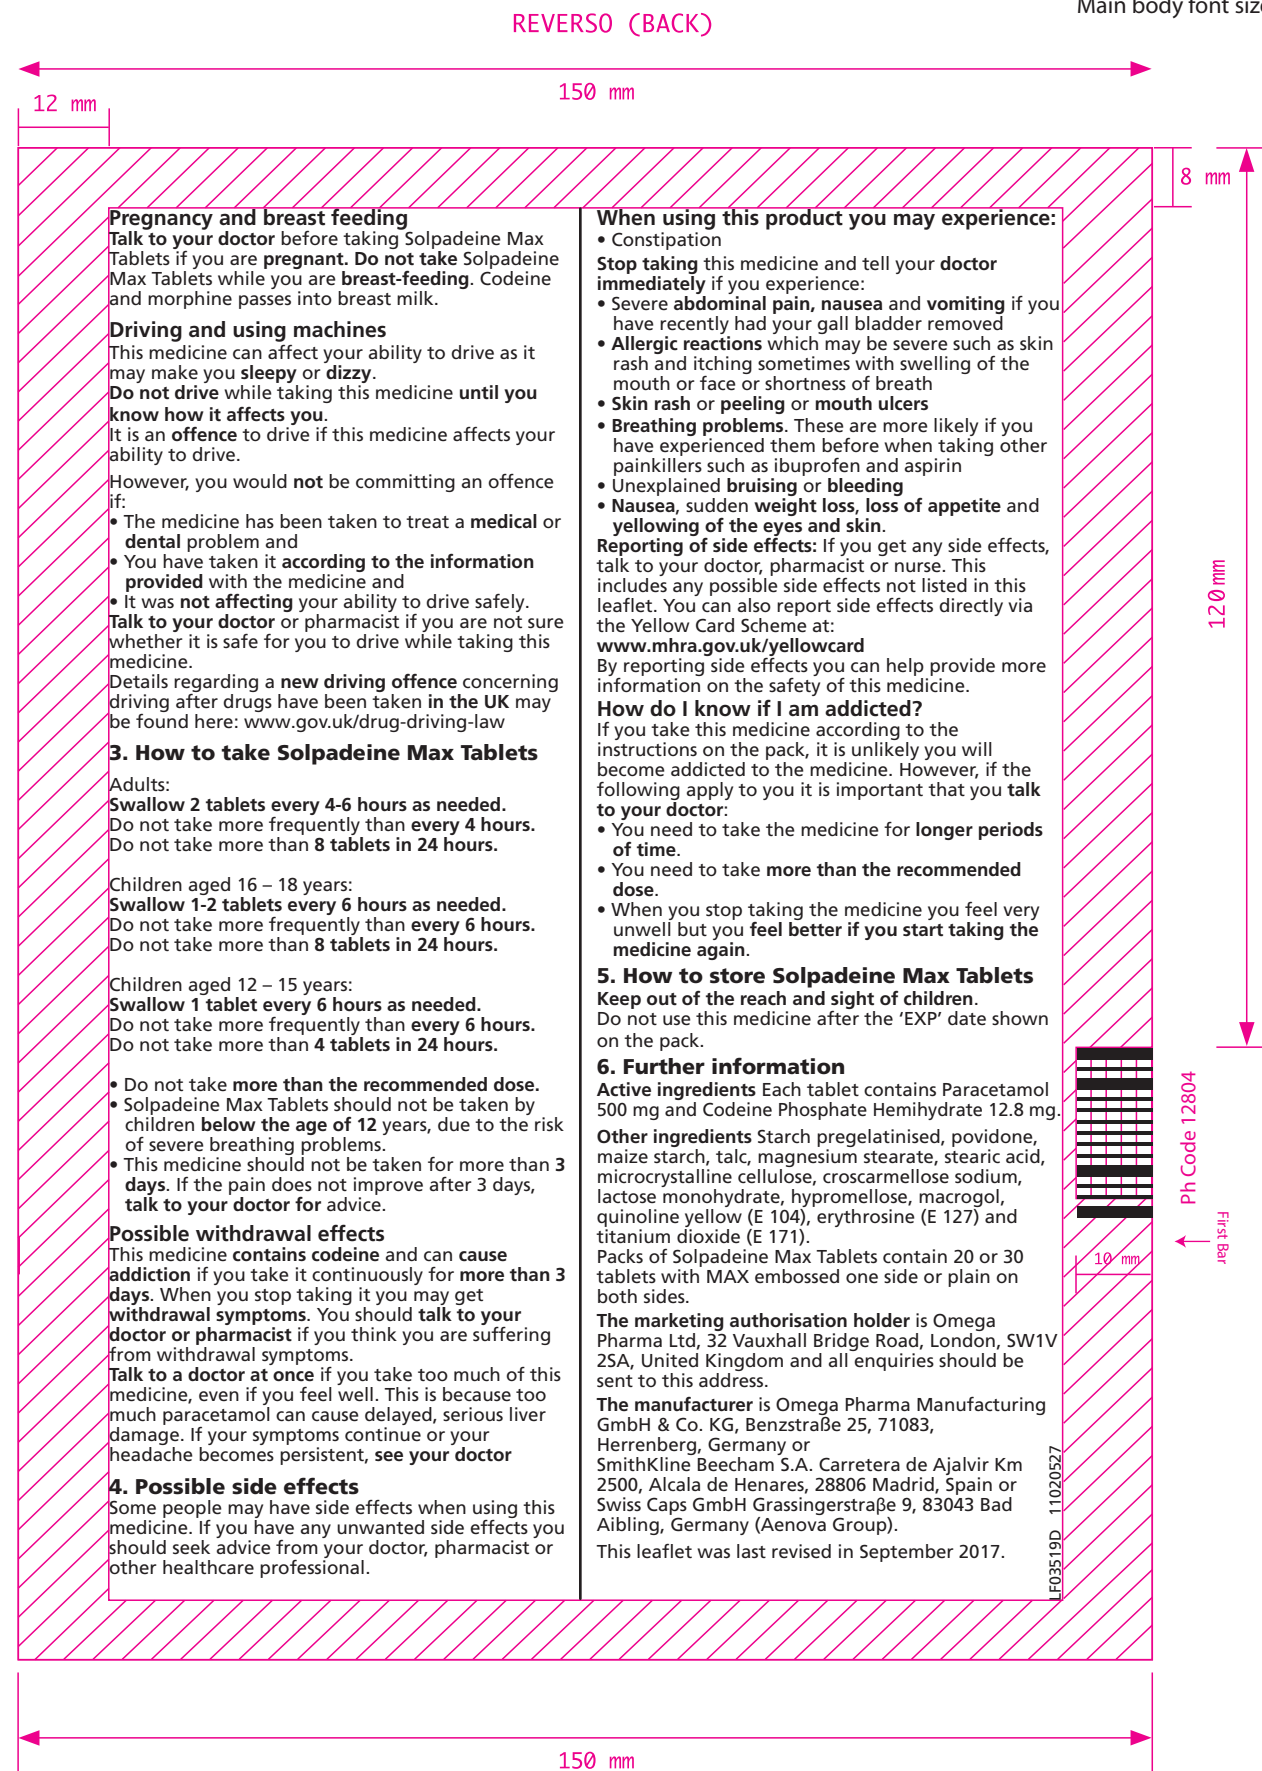 Main body font size
REVERSO (BACK)
150 mm
12 mm
8 mm
Pregnancy and breast feeding
Talk to your doctor before taking Solpadeine Max
Tablets if you are pregnant. Do not take Solpadeine
Max Tablets while you are breast-feeding. Codeine
and morphine passes into breast milk.
Driving and using machines
This medicine can affect your ability to drive as it
may make you sleepy or dizzy.
Do not drive while taking this medicine until you
know how it affects you.
It is an offence to drive if this medicine affects your
ability to drive.
However, you would not be committing an offence
if:
• The medicine has been taken to treat a medical or
dental problem and
• You have taken it according to the information
provided with the medicine and
• It was not affecting your ability to drive safely.
Talk to your doctor or pharmacist if you are not sure
whether it is safe for you to drive while taking this
medicine.
Details regarding a new driving offence concerning
driving after drugs have been taken in the UK may
be found here: www.gov.uk/drug-driving-law
3. How to take Solpadeine Max Tablets
Adults:
Swallow 2 tablets every 4-6 hours as needed.
Do not take more frequently than every 4 hours.
Do not take more than 8 tablets in 24 hours.
Children aged 16 – 18 years:
Swallow 1-2 tablets every 6 hours as needed.
Do not take more frequently than every 6 hours.
Do not take more than 8 tablets in 24 hours.
Children aged 12 – 15 years:
Swallow 1 tablet every 6 hours as needed.
Do not take more frequently than every 6 hours.
Do not take more than 4 tablets in 24 hours.
• Do not take more than the recommended dose.
• Solpadeine Max Tablets should not be taken by
children below the age of 12 years, due to the risk
of severe breathing problems.
• This medicine should not be taken for more than 3
days. If the pain does not improve after 3 days,
talk to your doctor for advice.
Possible withdrawal effects
This medicine contains codeine and can cause
addiction if you take it continuously for more than 3
days. When you stop taking it you may get
withdrawal symptoms. You should talk to your
doctor or pharmacist if you think you are suffering
from withdrawal symptoms.
Talk to a doctor at once if you take too much of this
medicine, even if you feel well. This is because too
much paracetamol can cause delayed, serious liver
damage. If your symptoms continue or your
headache becomes persistent, see your doctor
4. Possible side effects
Some people may have side effects when using this
medicine. If you have any unwanted side effects you
should seek advice from your doctor, pharmacist or
other healthcare professional.
When using this product you may experience:
• Constipation
Stop taking this medicine and tell your doctor
immediately if you experience:
• Severe abdominal pain, nausea and vomiting if you
have recently had your gall bladder removed
• Allergic reactions which may be severe such as skin
rash and itching sometimes with swelling of the
mouth or face or shortness of breath
• Skin rash or peeling or mouth ulcers
• Breathing problems. These are more likely if you
have experienced them before when taking other
painkillers such as ibuprofen and aspirin
• Unexplained bruising or bleeding
• Nausea, sudden weight loss, loss of appetite and
yellowing of the eyes and skin.
Reporting of side effects: If you get any side effects,
talk to your doctor, pharmacist or nurse. This
includes any possible side effects not listed in this
leaflet. You can also report side effects directly via
the Yellow Card Scheme at:
www.mhra.gov.uk/yellowcard
By reporting side effects you can help provide more
information on the safety of this medicine.
How do I know if I am addicted?
If you take this medicine according to the
instructions on the pack, it is unlikely you will
become addicted to the medicine. However, if the
following apply to you it is important that you talk
to your doctor:
• You need to take the medicine for longer periods
of time.
• You need to take more than the recommended
dose.
• When you stop taking the medicine you feel very
unwell but you feel better if you start taking the
medicine again.
5. How to store Solpadeine Max Tablets
Keep out of the reach and sight of children.
Do not use this medicine after the ‘EXP’ date shown
on the pack.
6. Further information
Active ingredients Each tablet contains Paracetamol
500 mg and Codeine Phosphate Hemihydrate 12.8 mg.
Other ingredients Starch pregelatinised, povidone,
maize starch, talc, magnesium stearate, stearic acid,
microcrystalline cellulose, croscarmellose sodium,
lactose monohydrate, hypromellose, macrogol,
quinoline yellow (E 104), erythrosine (E 127) and
titanium dioxide (E 171).
Packs of Solpadeine Max Tablets contain 20 or 30
tablets with MAX embossed one side or plain on
both sides.
The marketing authorisation holder is Omega
Pharma Ltd, 32 Vauxhall Bridge Road, London, SW1V
2SA, United Kingdom and all enquiries should be
sent to this address.
The manufacturer is Omega Pharma Manufacturing
GmbH & Co. KG, Benzstraße 25, 71083,
Herrenberg, Germany or
SmithKline Beecham S.A. Carretera de Ajalvir Km
2500, Alcala de Henares, 28806 Madrid, Spain or
Swiss Caps GmbH Grassingerstraße 9, 83043 Bad
Aibling, Germany (Aenova Group).
This leaflet was last revised in September 2017.
LF03519D 11020527
120mm
Ph Code 12804
First Bar
10 mm
150 mm